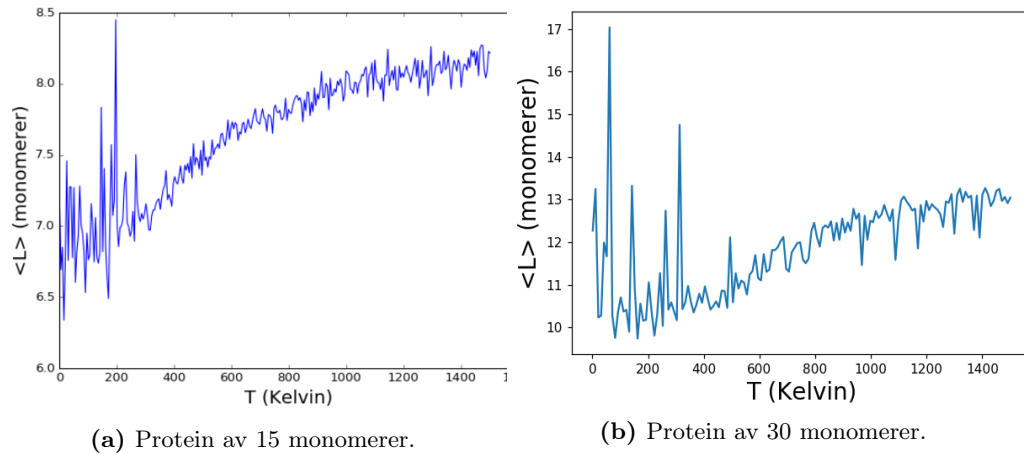 8.5
8.0
7.5
7.0
6.5
6.0
<L> (monomerer)
0 200 400 600 800 1000 1200 1400
T (Kelvin)
(a) Protein av 15 monomerer.
17
16
15
14
13
12
11
10
<L> (monomerer)
0 200 400 600 800 1000 1200 1400
T (Kelvin)
(b) Protein av 30 monomerer.